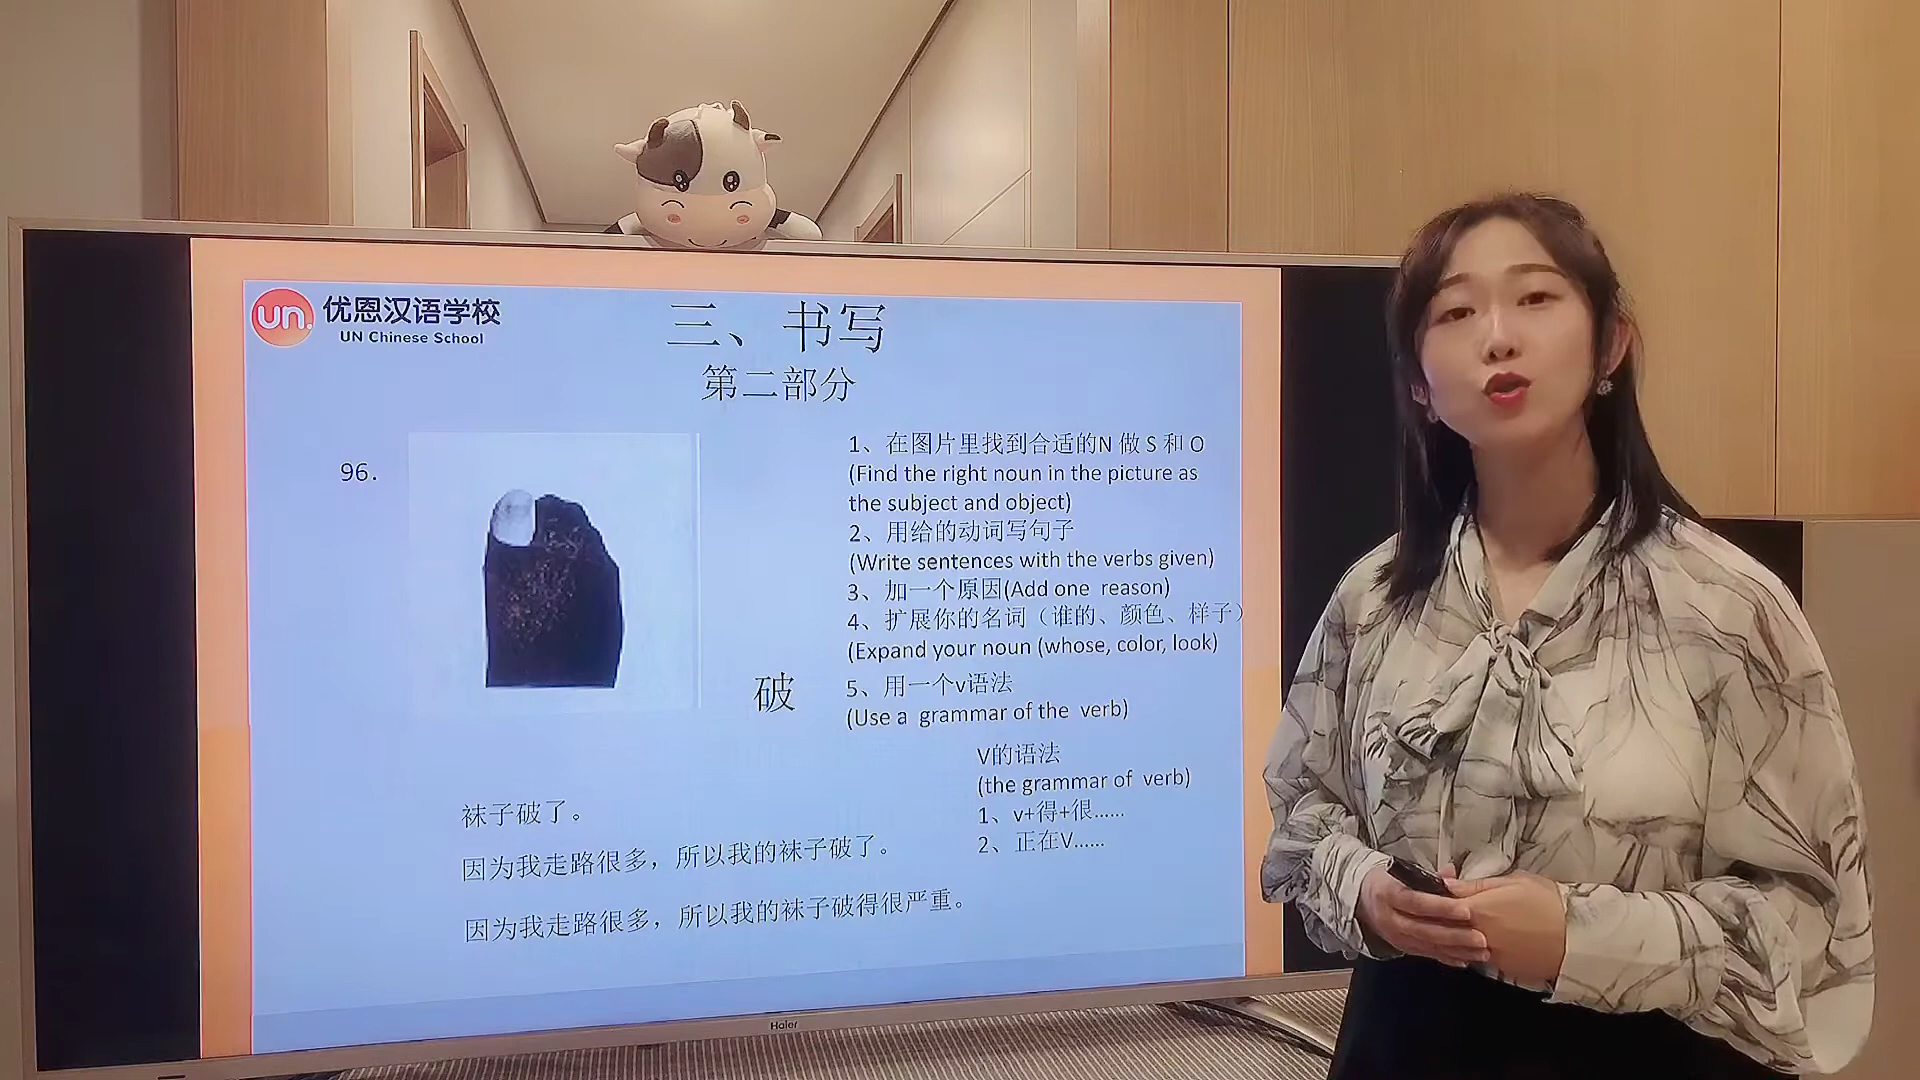 un.
优恩汉语学校
UN Chinese School
三、书写
第二部分
96.
1、在图片里找到合适的N 做 S 和 O
(Find the right noun in the picture as
the subject and object)
2、用给的动词写句子
(Write sentences with the verbs given)
3、加一个原因(Add one reason)
4、扩展你的名词（谁的、颜色、样子）
(Expand your noun (whose, color, look)
破
5、用一个v语法
(Use a grammar of the verb)
V的语法
(the grammar of verb)
1、v+得+很......
2、正在V......
袜子破了。
因为我走路很多，所以我的袜子破了。
因为我走路很多，所以我的袜子破得很严重。
Haier